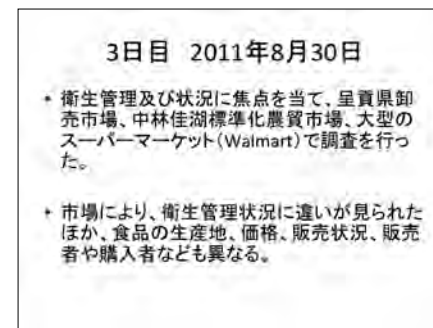 3日目 2011年8月30日
• 衛生管理及び状況に焦点を当て、呈貢県卸
売市場、中林佳湖標準化農貿市場、大型の
スーパーマーケット(Walmart)で調査を行っ
た。
• 市場により、衛生管理状況に違いが見られた
ほか、食品の生産地、価格、販売状況、販売
者や購入者なども異なる。